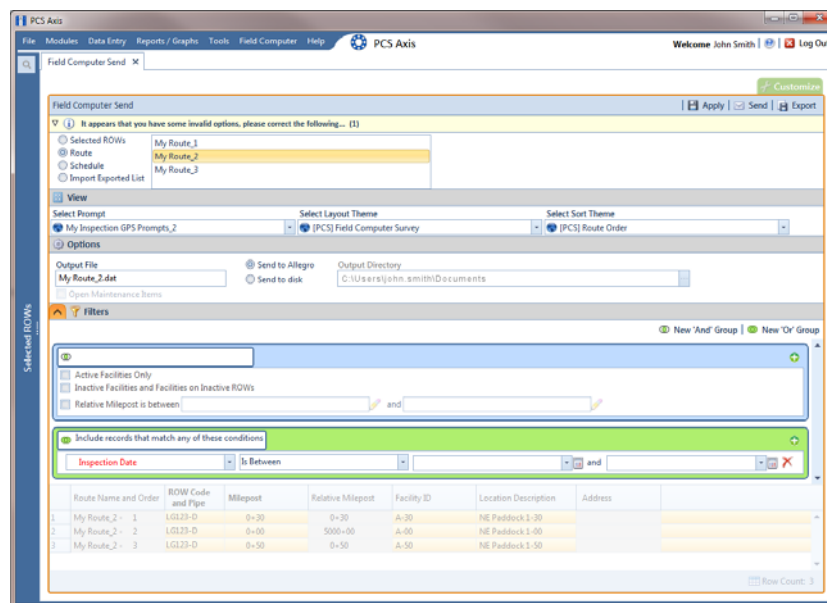 PCS Axis
File Modules Data Entry Reports / Graphs Tools Field Computer Help PCS Axis Welcome John Smith Log Ou
Field Computer Send
Customize
Field Computer Send Apply Send Export
It appears that you have some invalid options, please correct the following... (1)
Selected ROWs
Route
Schedule
Import Exported List
My Route_1
My Route_2
My Route_3
View
Select Prompt Select Layout Theme Select Sort Theme
My Inspection GPS Prompts_2 [PCS] Field Computer Survey [PCS] Route Order
Options
Output File Send to Allegro Output Directory
My Route_2.dat Send to disk C:\Users\john.smith\Documents
Open Maintenance Items
Filters
Selected ROWs
New 'And' Group New 'Or' Group
Active Facilities Only
Inactive Facilities and Facilities on Inactive ROWs
Relative Milepost is between and
Include records that match any of these conditions
Inspection Date Is Between and
Route Name and Order ROW Code and Pipe Milepost Relative Milepost Facility ID Location Description Address
1 My Route_2 - 1 LG123-D 0+30 0+30 A-30 NE Paddock 1-30
2 My Route_2 - 2 LG123-D 0+00 5000+00 A-00 NE Paddock 1-00
3 My Route_2 - 3 LG123-D 0+50 0+50 A-50 NE Paddock 1-50
Row Count: 3